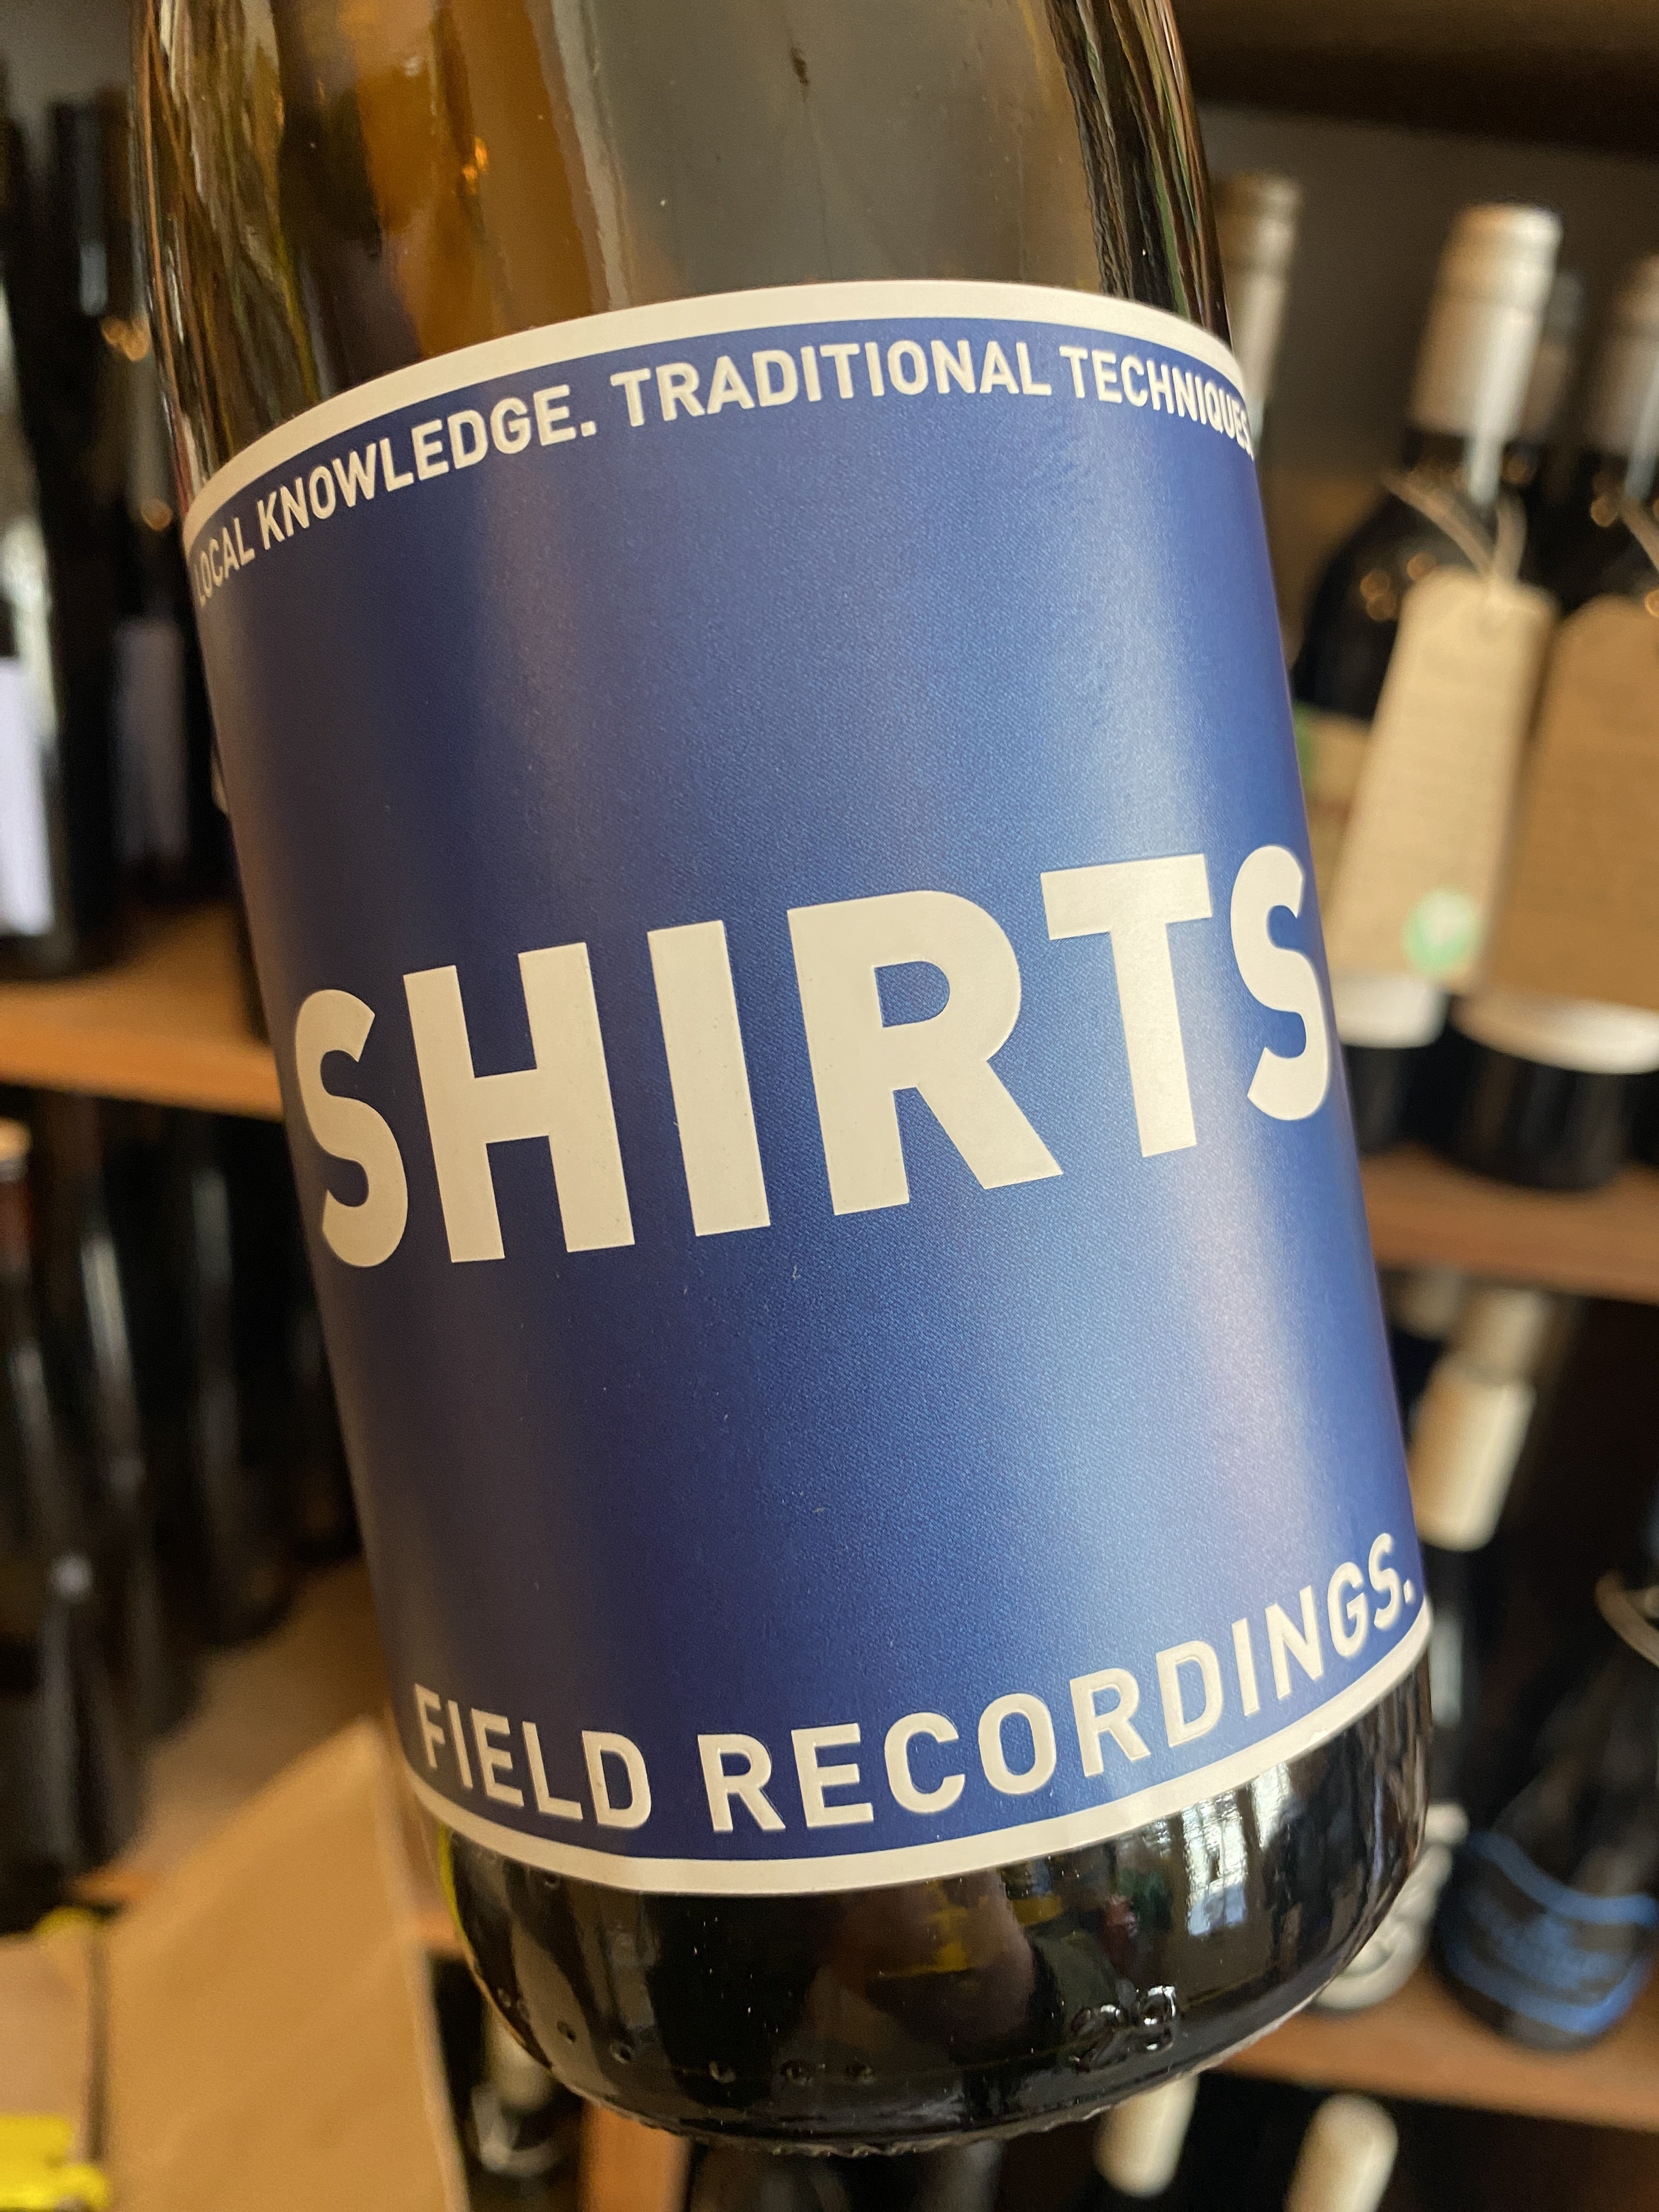 LOCAL KNOWLEDGE. TRADITIONAL TECHNIQUES
SHIRTS
FIELD RECORDINGS.